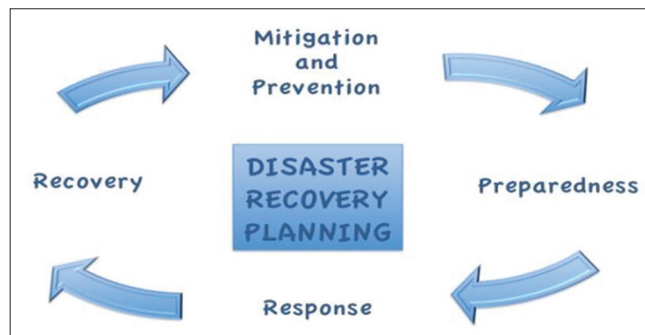 Mitigation
and
Prevention
Recovery
DISASTER
RECOVERY
PLANNING
Preparedness
Response